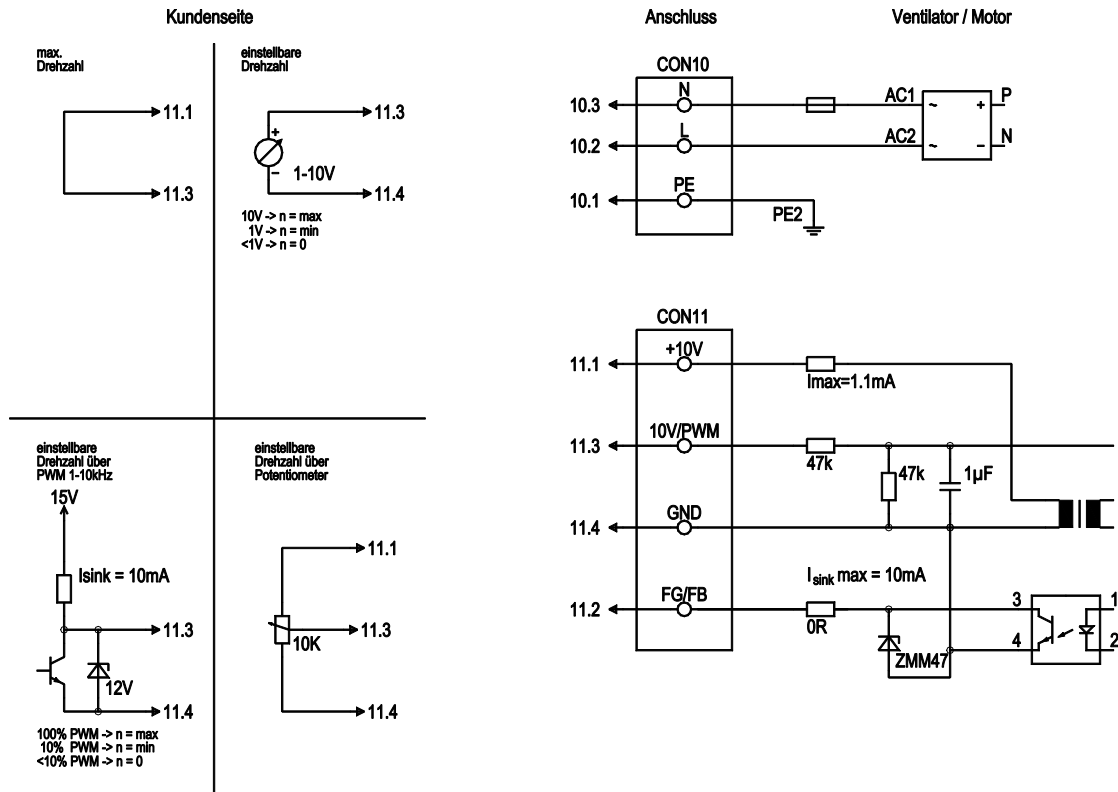 Kundenseite
Anschluss
Ventilator / Motor
max.
Drehzahl
11.1
11.3
einstellbare
Drehzahl
11.3
+
1-10V
−
11.4
10V -> n = max
1V -> n = min
<1V -> n = 0
CON10
N
10.3
AC1
~
+
P
L
10.2
AC2
~
−
N
PE
10.1
PE2
CON11
+10V
11.1
Imax=1.1mA
10V/PWM
11.3
47k
47k
1µF
GND
11.4
Isink max = 10mA
FG/FB
11.2
0R
ZMM47
3
1
4
2
einstellbare
Drehzahl über
PWM 1-10kHz
15V
Isink = 10mA
11.3
12V
11.4
100% PWM -> n = max
10% PWM -> n = min
<10% PWM -> n = 0
einstellbare
Drehzahl über
Potentiometer
11.1
11.3
10K
11.4